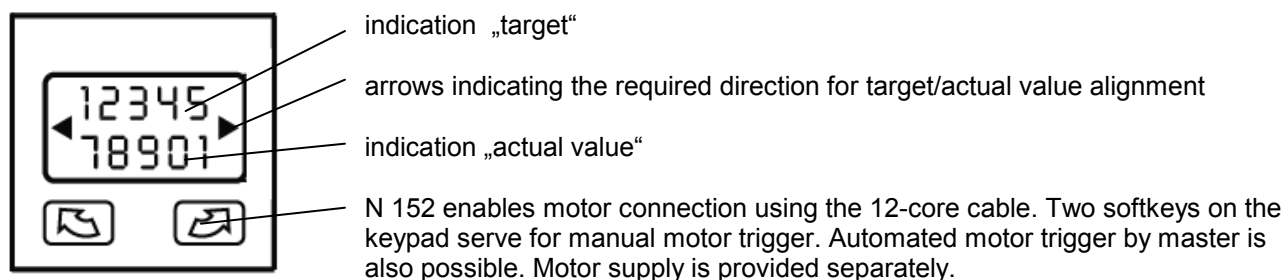 indication „target“
12345
arrows indicating the required direction for target/actual value alignment
78901
indication „actual value“
N 152 enables motor connection using the 12-core cable. Two softkeys on the
keypad serve for manual motor trigger. Automated motor trigger by master is
also possible. Motor supply is provided separately.